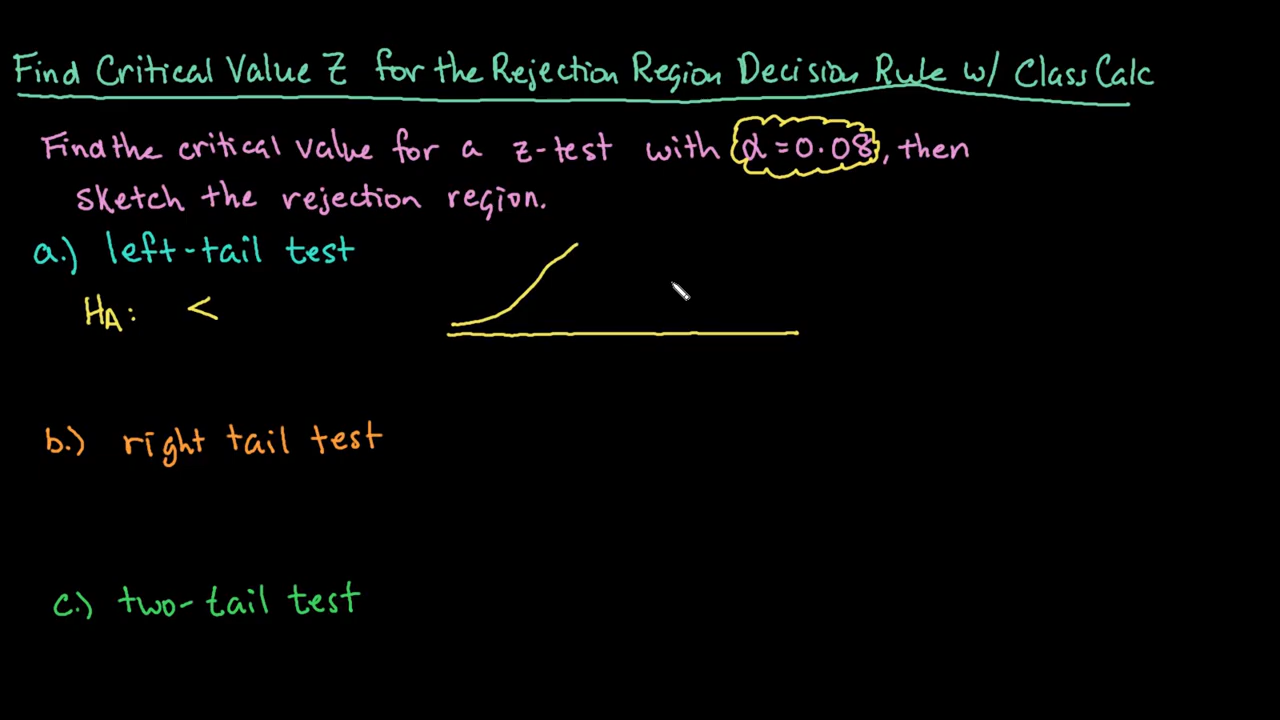 Find Critical Value Z for the Rejection Region Decision Rule w/ ClassCalc
Find the critical value for a z-test with α = 0.08, then
sketch the rejection region.
a.) left-tail test
HA: <
b.) right tail test
c.) two-tail test